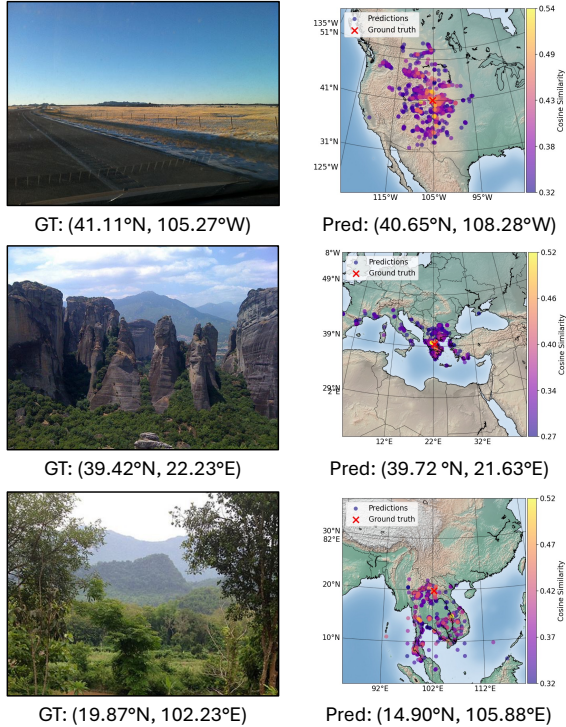 135°W
51°N
41°N
31°N
125°W
115°W
105°W
95°W
Predictions
Ground truth
0.54
0.49
0.43
0.38
0.32
Cosine Similarity
GT: (41.11°N, 105.27°W)
Pred: (40.65°N, 108.28°W)
8°W
49°N
39°N
29°N
2°E
12°E
22°E
32°E
Predictions
Ground truth
0.52
0.46
0.40
0.33
0.27
Cosine Similarity
GT: (39.42°N, 22.23°E)
Pred: (39.72 °N, 21.63°E)
30°N
82°E
20°N
10°N
92°E
102°E
112°E
Predictions
Ground truth
0.52
0.47
0.42
0.37
0.32
Cosine Similarity
GT: (19.87°N, 102.23°E)
Pred: (14.90°N, 105.88°E)